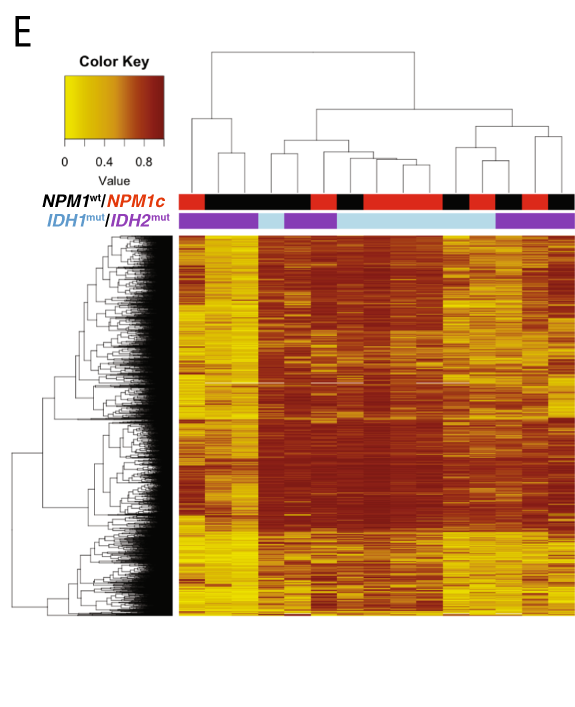 E
Color Key
0 0.4 0.8
Value
NPM1wt/NPM1c
IDH1mut/IDH2mut